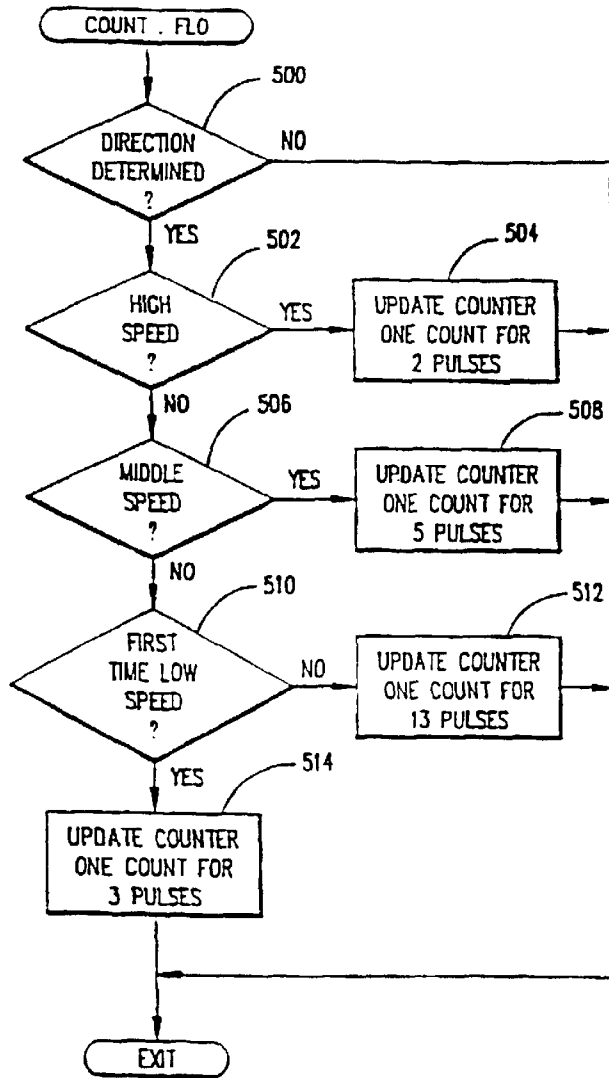 COUNT . FLO
500
DIRECTION
DETERMINED
?
NO
YES
502
HIGH
SPEED
?
YES
504
UPDATE COUNTER
ONE COUNT FOR
2 PULSES
NO
506
MIDDLE
SPEED
?
YES
508
UPDATE COUNTER
ONE COUNT FOR
5 PULSES
NO
510
FIRST
TIME LOW
SPEED
?
NO
512
UPDATE COUNTER
ONE COUNT FOR
13 PULSES
YES
514
UPDATE COUNTER
ONE COUNT FOR
3 PULSES
EXIT